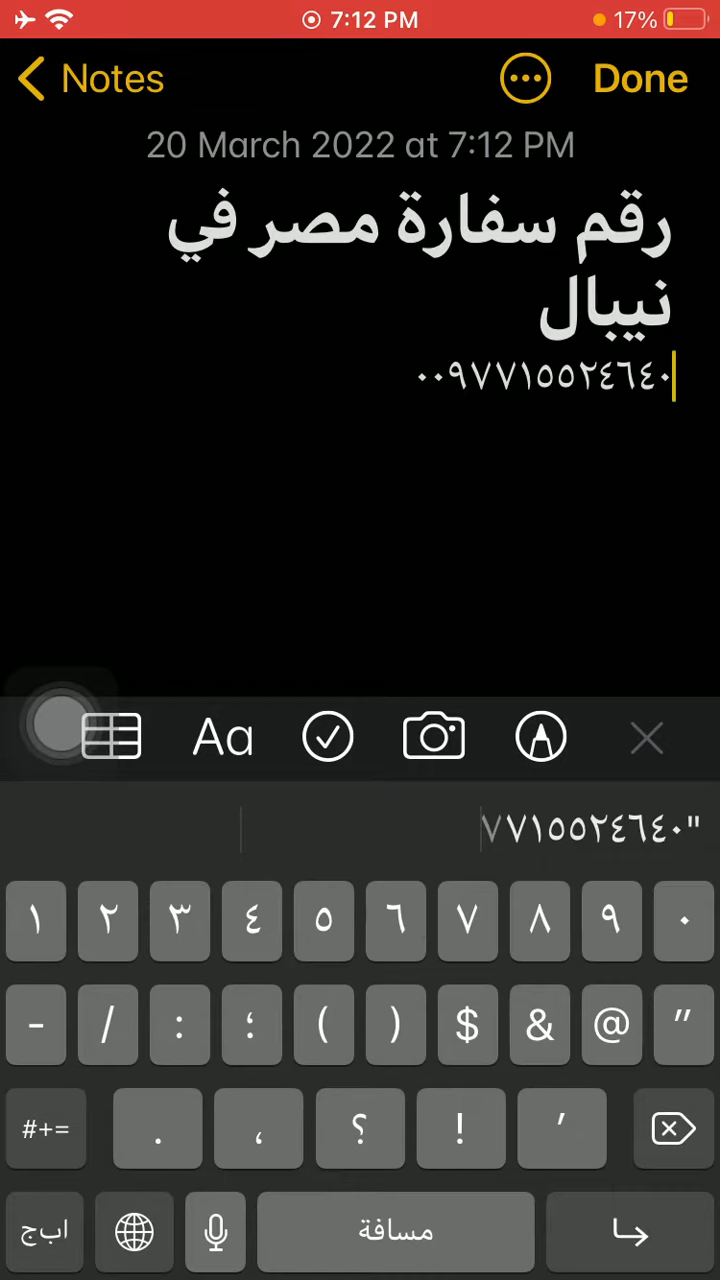 7:12 PM
17%
Notes
Done
20 March 2022 at 7:12 PM
رقم سفارة مصر في
نيبال
٠٠٩٧٧١٥٥٢٤٦٤٠
Aa
٧٧١٥٥٢٤٦٤٠"
١ ٢ ٣ ٤ ٥ ٦ ٧ ٨ ٩ ٠
- / : ؛ ( ) $ & @ "
#+= . ، ؟ ! ’
اب‌ج مسافة